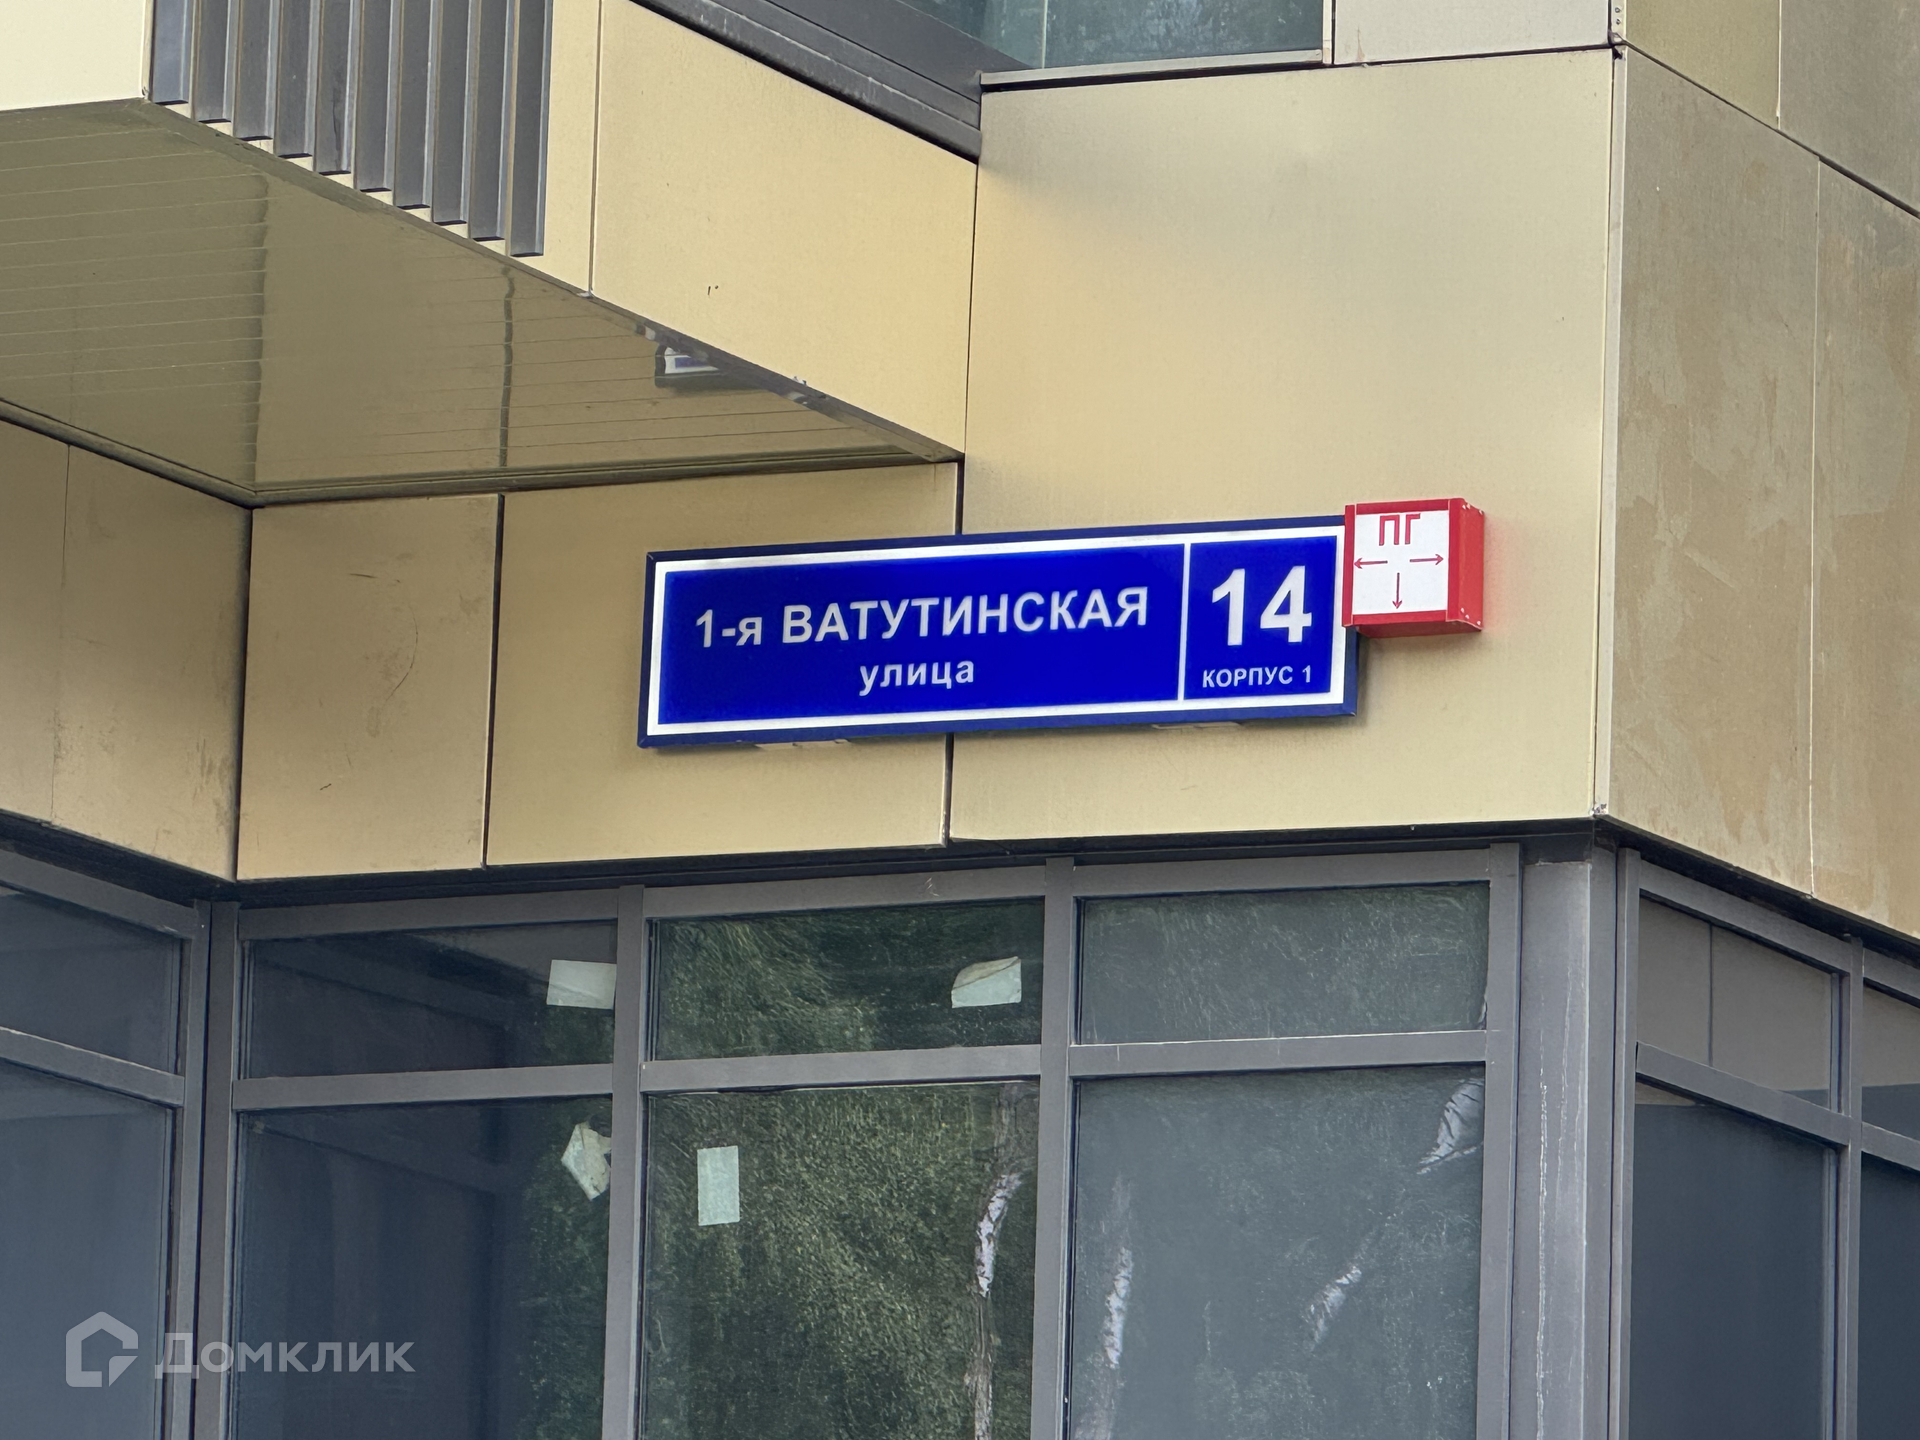 ПГ
1-я ВАТУТИНСКАЯ
улица
14
КОРПУС 1
Домклик